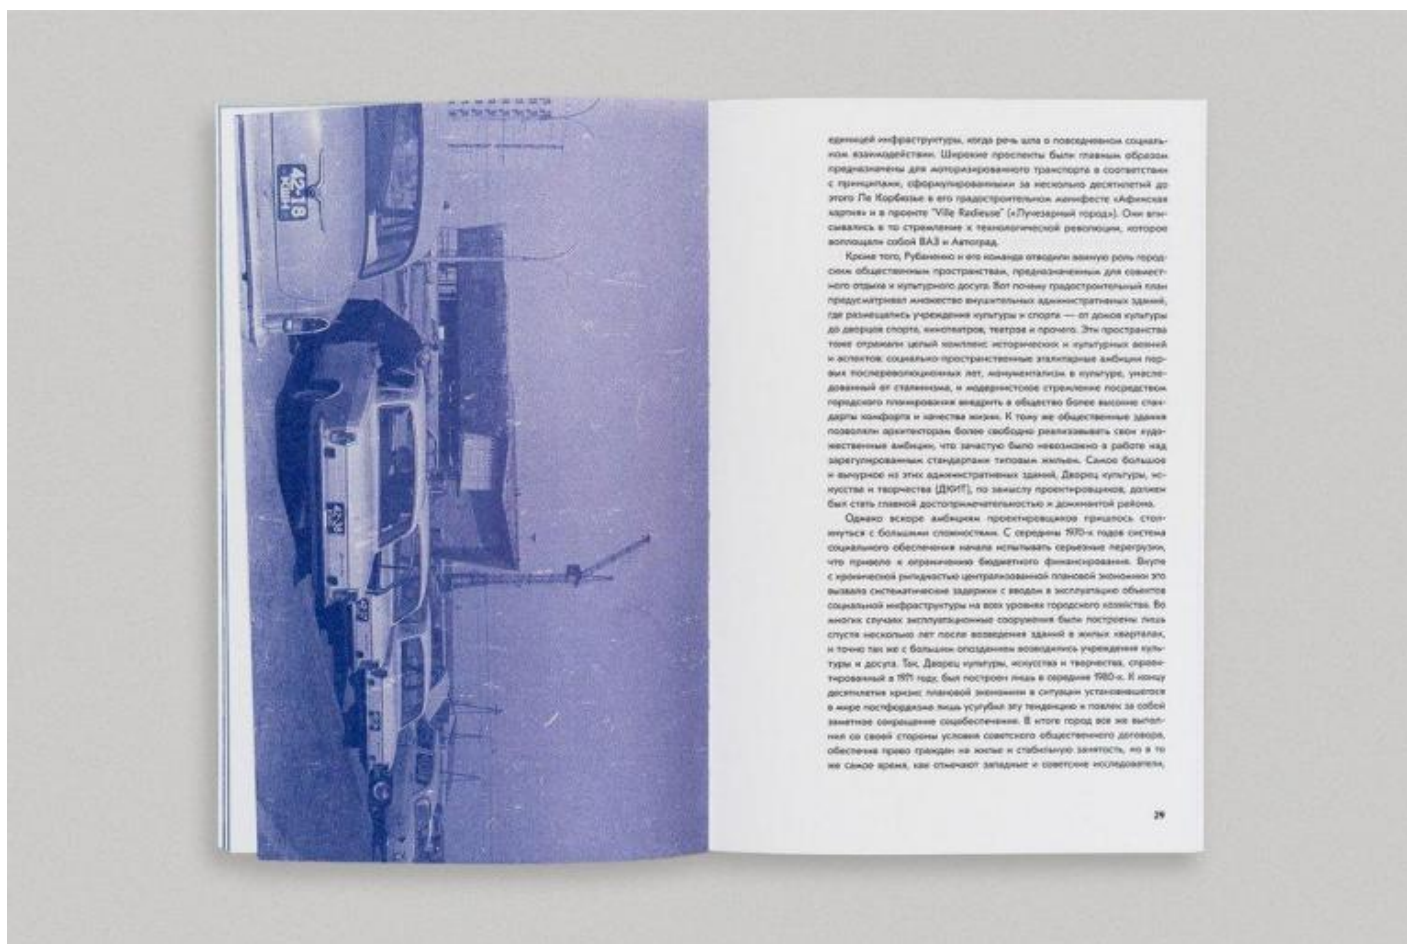 42-18
КШН
42-38
единицей инфраструктуры, когда речь шла о повседневном социаль-
ном взаимодействии. Широкие проспекты были главным образом
предназначены для моторизированного транспорта в соответствии
с принципами, сформулированными за несколько десятилетий до
этого Ле Корбюзье в его градостроительном манифесте «Афинская
хартия» и в проекте "Ville Radieuse" («Лучезарный город»). Они впи-
сывались в то стремление к технологической революции, которое
воплощали собой ВАЗ и Автоград.
Кроме того, Рубаненко и его команда отводили важную роль город-
ским общественным пространствам, предназначенным для совмест-
ного отдыха и культурного досуга. Вот почему градостроительный план
предусматривал множество внушительных административных зданий,
где размещались учреждения культуры и спорта — от домов культуры
до дворцов спорта, кинотеатров, театров и прочего. Эти пространства
тоже отражали целый комплекс исторических и культурных веяний
и аспектов: социально-пространственные эгалитарные амбиции пер-
вых послереволюционных лет, монументализм в культуре, унасле-
дованный от сталинизма, и модернистское стремление посредством
городского планирования внедрить в общество более высокие стан-
дарты комфорта и качества жизни. К тому же общественные здания
позволяли архитекторам более свободно реализовывать свои худо-
жественные амбиции, что зачастую было невозможно в работе над
зарегулированным стандартами типовым жильем. Самое большое
и вычурное из этих административных зданий, Дворец культуры, ис-
кусства и творчества (ДКИТ), по замыслу проектировщиков, должен
был стать главной достопримечательностью и доминантой района.
Однако вскоре амбициям проектировщиков пришлось стол-
кнуться с большими сложностями. С середины 1970-х годов система
социального обеспечения начала испытывать серьезные перегрузки,
что привело к ограничению бюджетного финансирования. Вкупе
с хронической ригидностью централизованной плановой экономики это
вызвало систематические задержки с вводом в эксплуатацию объектов
социальной инфраструктуры на всех уровнях городского хозяйства. Во
многих случаях эксплуатационные сооружения были построены лишь
спустя несколько лет после возведения зданий в жилых кварталах,
и точно так же с большим опозданием возводились учреждения куль-
туры и досуга. Так, Дворец культуры, искусства и творчества, спроек-
тированный в 1971 году, был построен лишь в середине 1980-х. К концу
десятилетия кризис плановой экономики в ситуации установившегося
в мире постфордизма лишь усугубил эту тенденцию и повлек за собой
заметное сокращение соцобеспечения. В итоге город все же выпол-
нил со своей стороны условия советского общественного договора,
обеспечив право граждан на жилье и стабильную занятость, но в то
же самое время, как отмечают западные и советские исследователи,
29